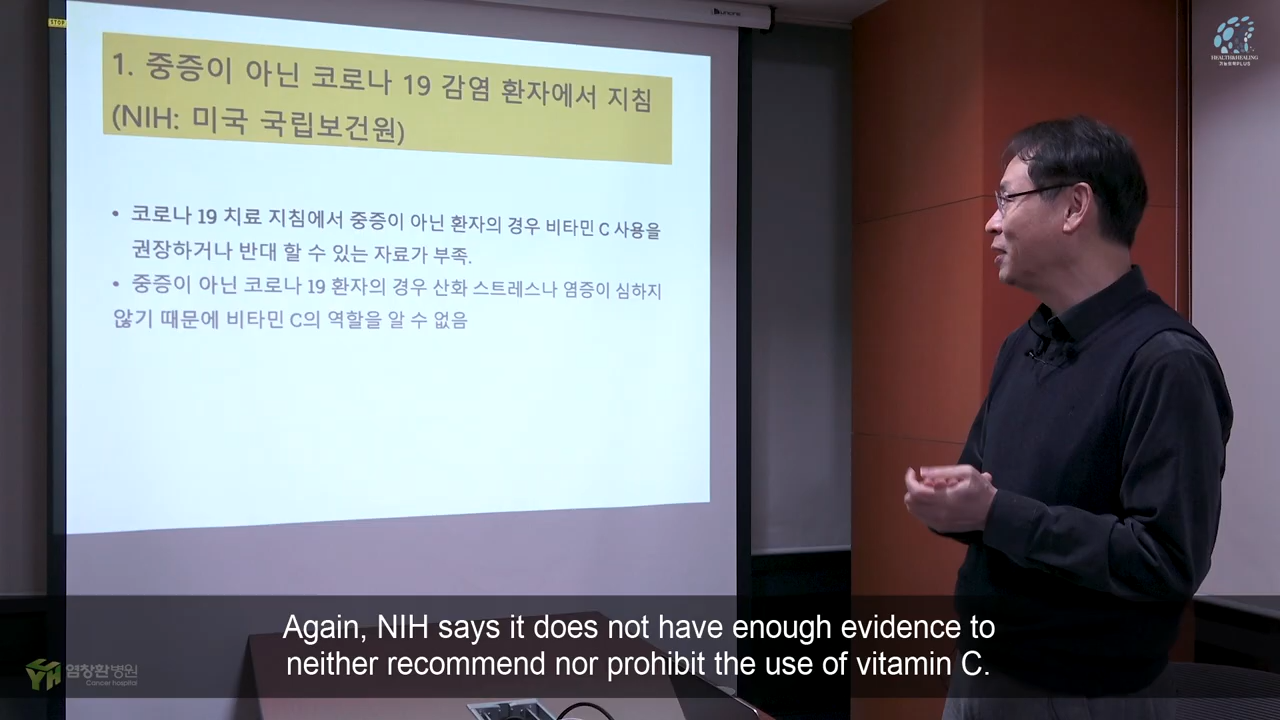 STOP
1. 중증이 아닌 코로나 19 감염 환자에서 지침
(NIH: 미국 국립보건원)
• 코로나 19 치료 지침에서 중증이 아닌 환자의 경우 비타민 C 사용을
권장하거나 반대 할 수 있는 자료가 부족.
• 중증이 아닌 코로나 19 환자의 경우 산화 스트레스나 염증이 심하지
않기 때문에 비타민 C의 역할을 알 수 없음
HEALTH&HEALING
Again, NIH says it does not have enough evidence to
neither recommend nor prohibit the use of vitamin C.
YH 염창환병원
Cancer hospital